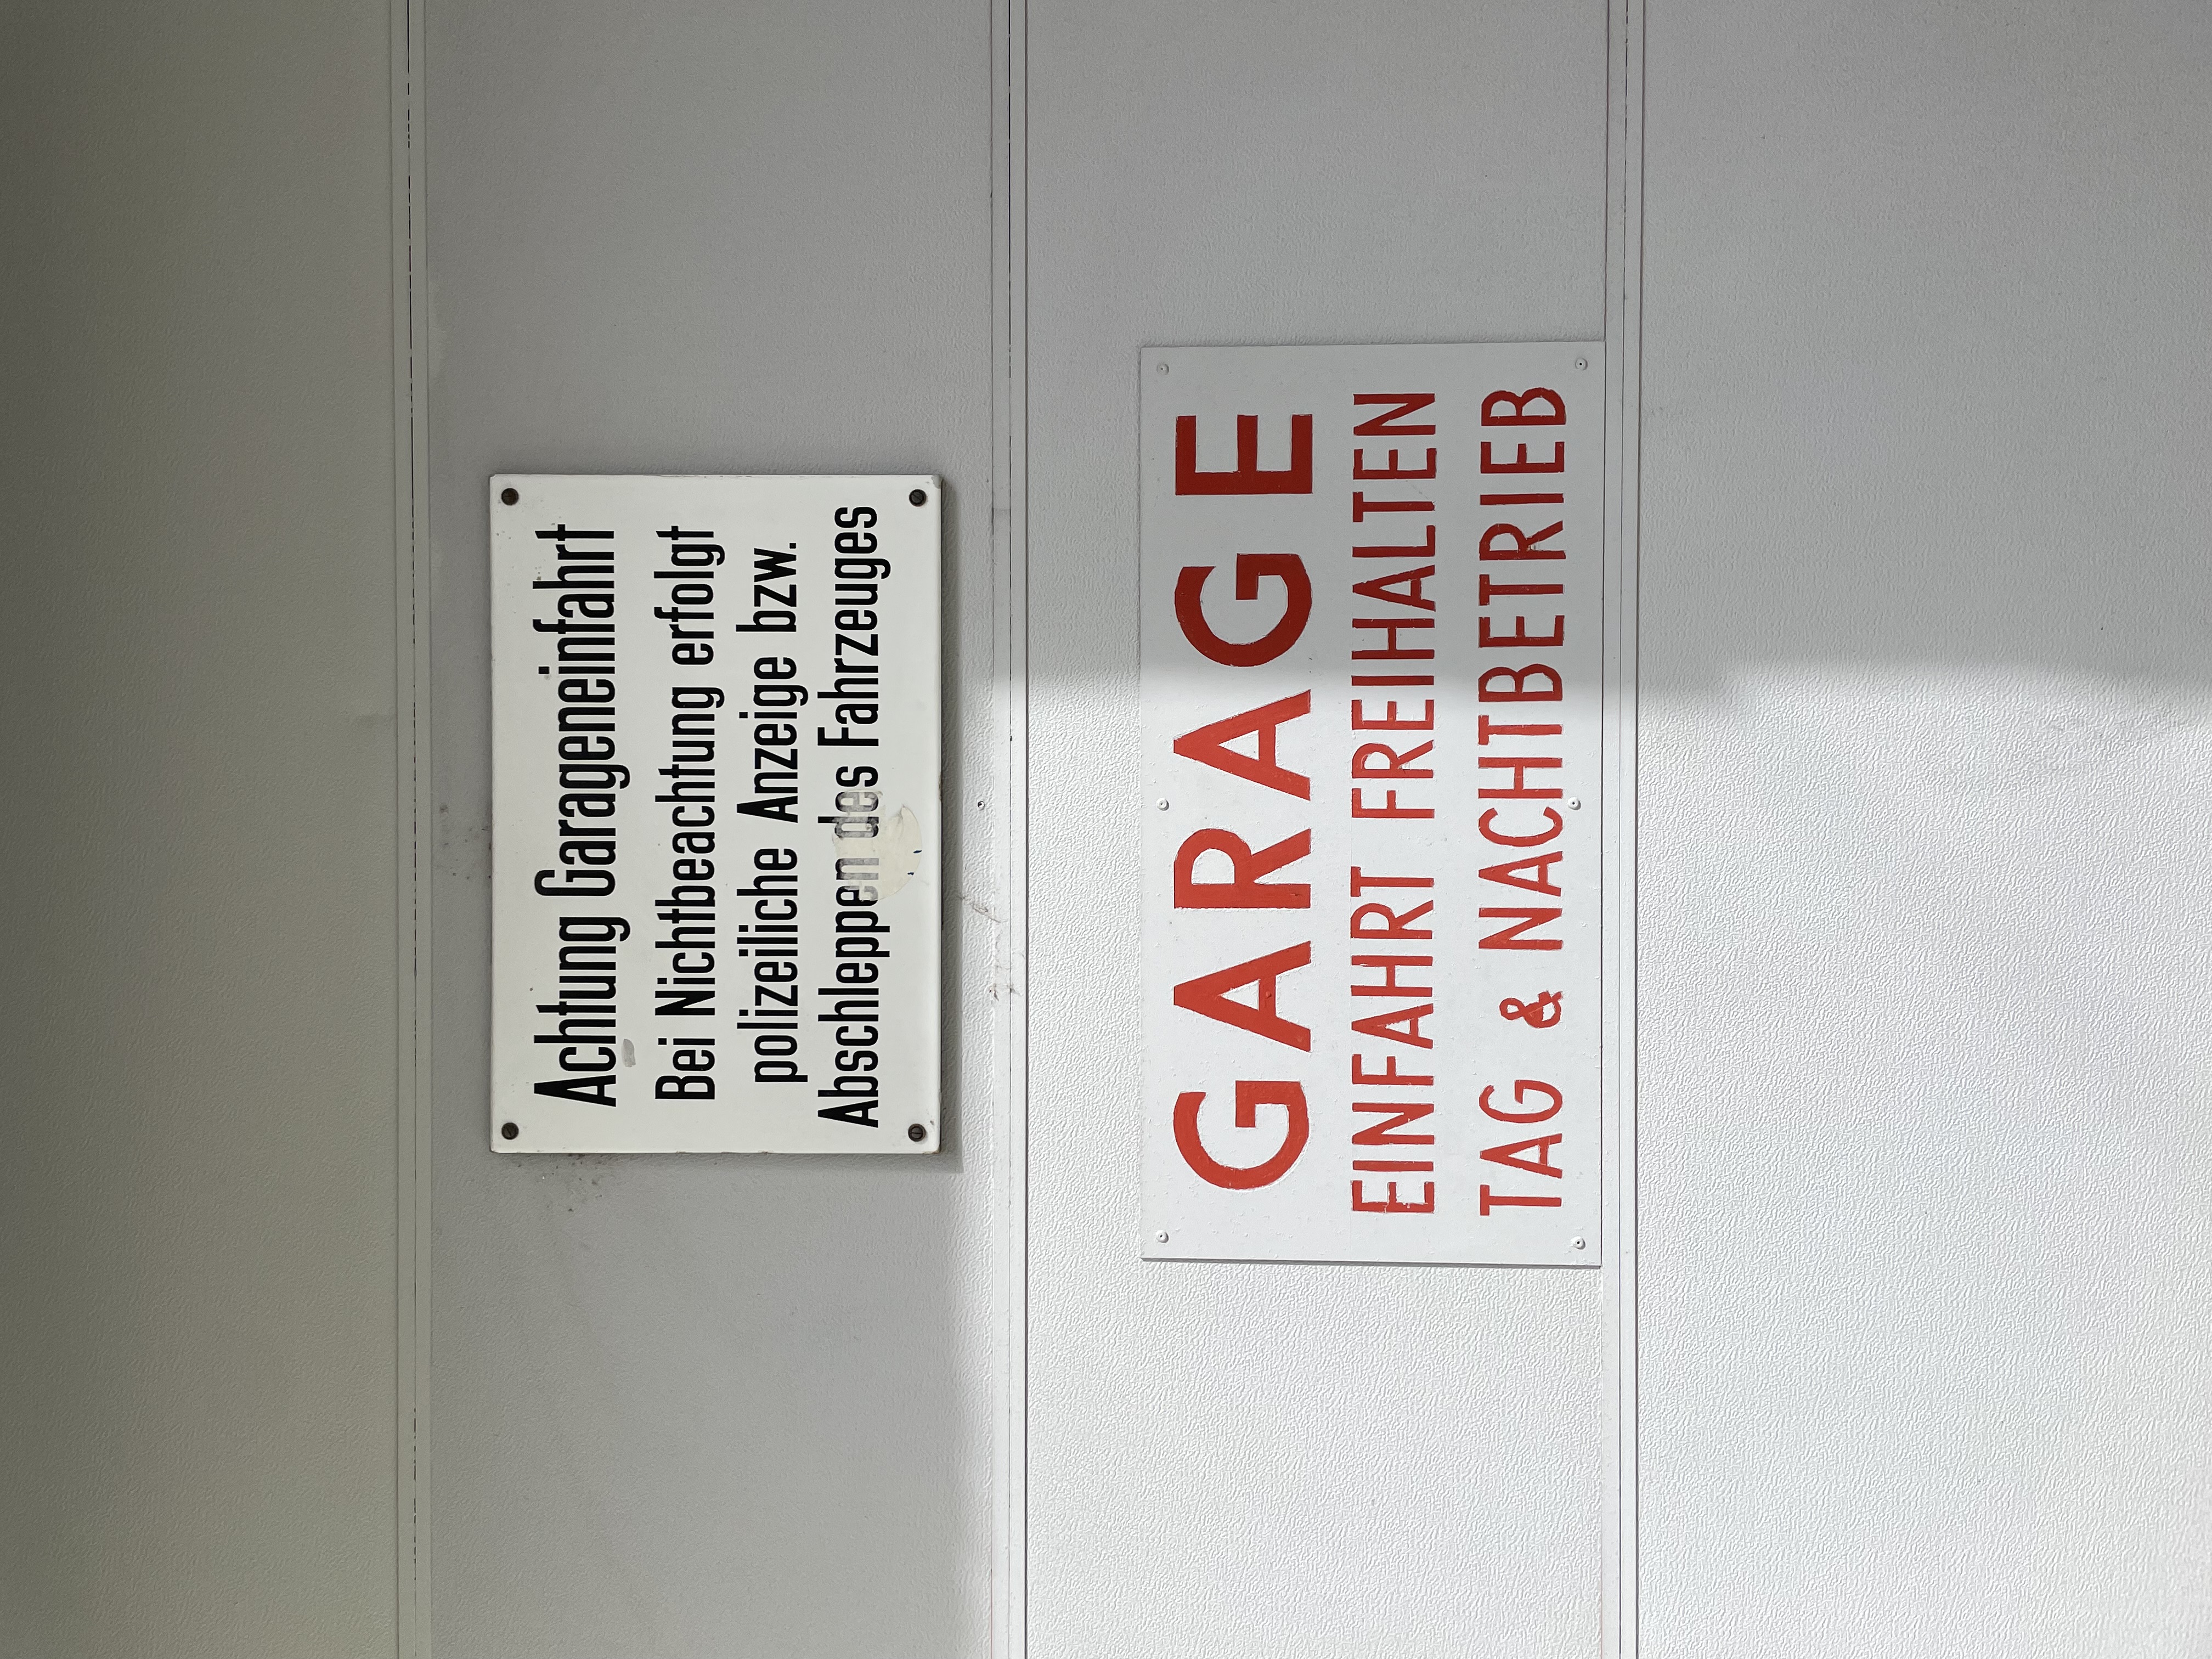 Achtung Garageneinfahrt
Bei Nichtbeachtung erfolgt
polizeiliche Anzeige bzw.
Abschleppen des Fahrzeuges
GARAGE
EINFAHRT FREIHALTEN
TAG & NACHTBETRIEB